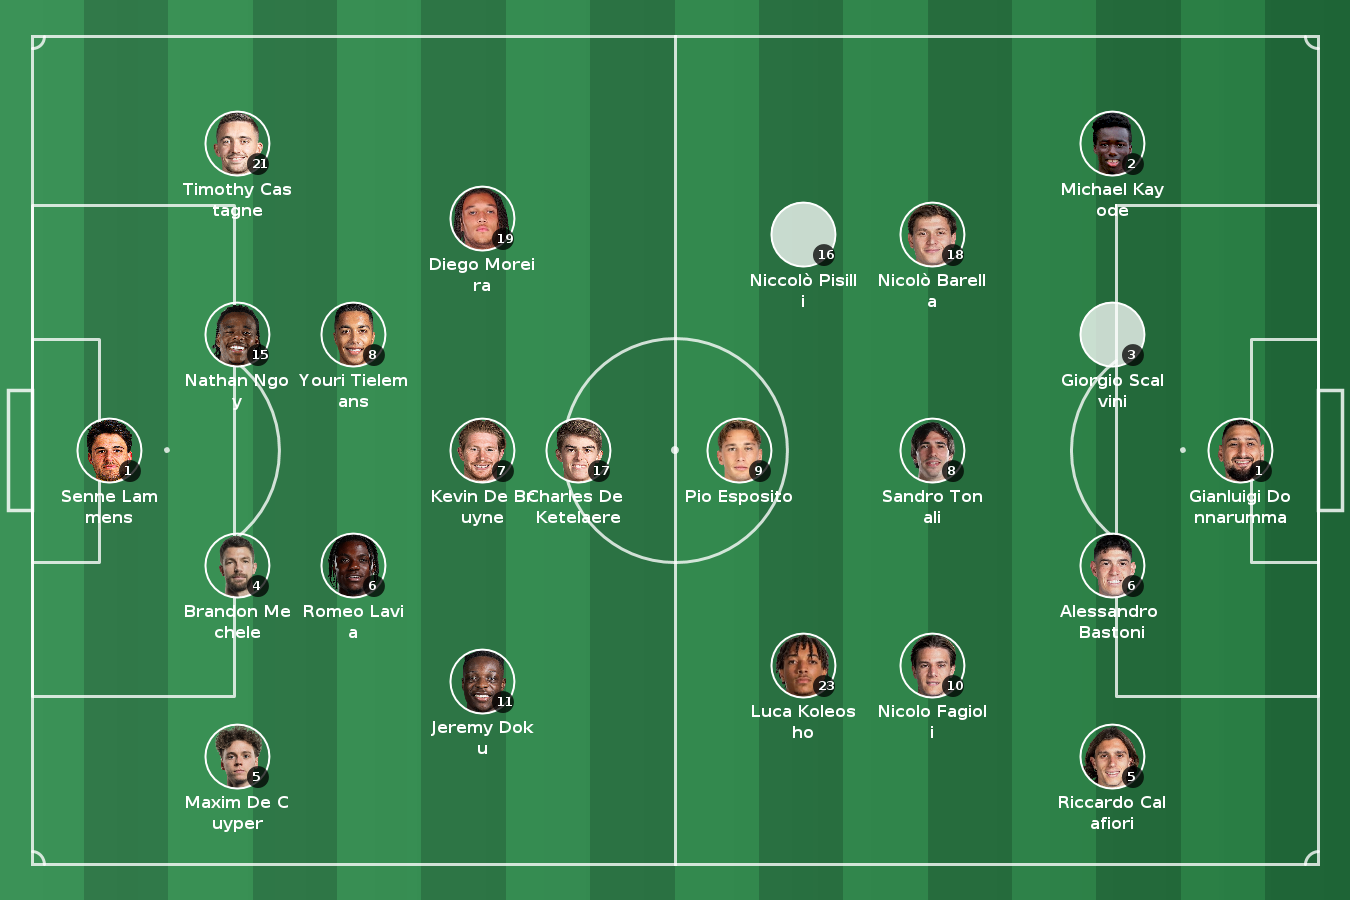 21
Timothy Cas
tagne
2
Michael Kay
ode
19
Diego Morei
ra
16
Niccolò Pisill
i
18
Nicolò Barell
a
15
Nathan Ngo
y
8
Youri Tielem
ans
3
Giorgio Scal
vini
1
Senne Lam
mens
7
Kevin De Br
uyne
17
Charles De
Ketelaere
9
Pio Esposito
8
Sandro Ton
ali
1
Gianluigi Do
nnarumma
4
Brandon Me
chele
6
Romeo Lavi
a
6
Alessandro
Bastoni
11
Jeremy Dok
u
23
Luca Koleos
ho
10
Nicolo Fagiol
i
5
Maxim De C
uyper
5
Riccardo Cal
afiori